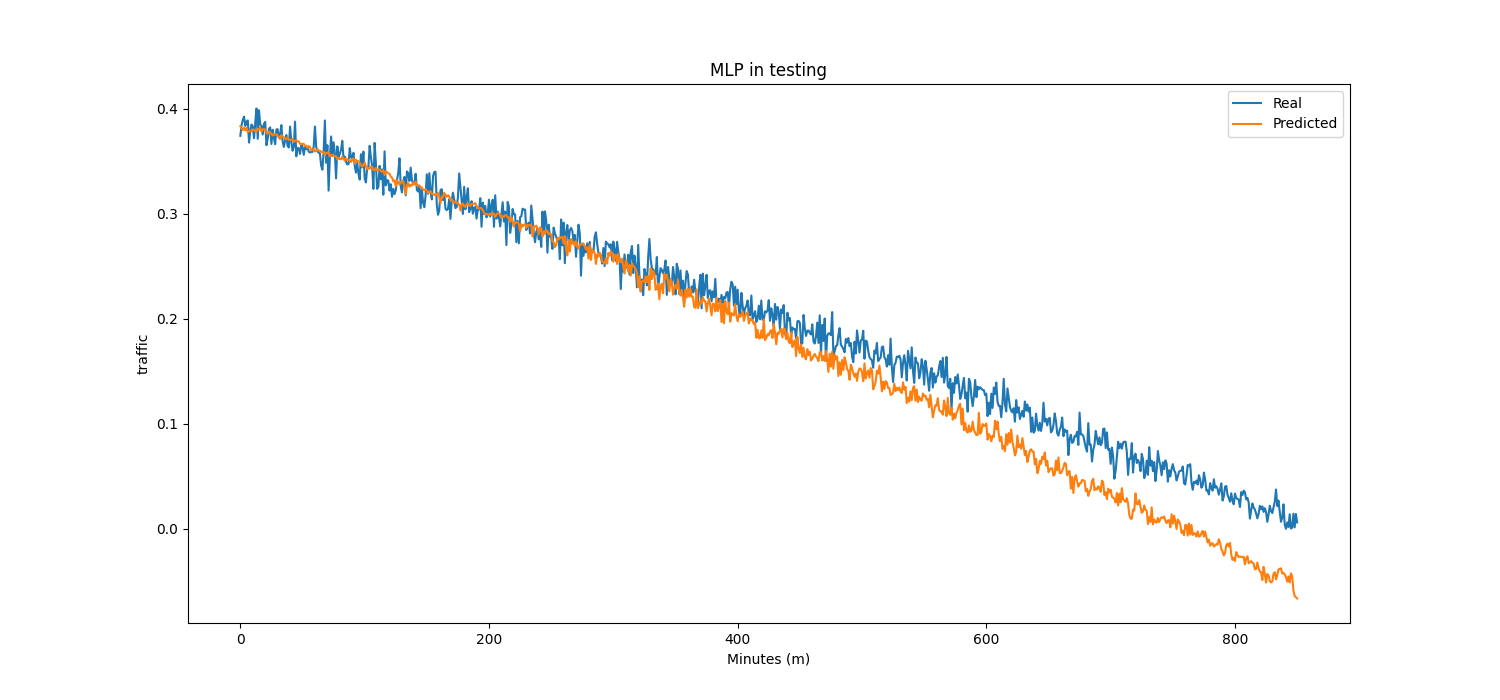 MLP in testing
Real
Predicted
0.4
0.3
0.2
0.1
0.0
traffic
0 200 400 600 800
Minutes (m)